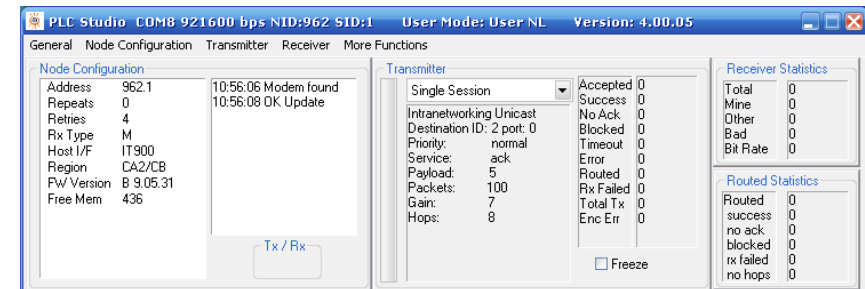 PLC Studio COM8 921600 bps NID:962 SID:1 User Mode: User NL Version: 4.00.05
General Node Configuration Transmitter Receiver More Functions
Node Configuration
Address 962.1
Repeats 0
Retries 4
Rx Type M
Host I/F IT900
Region CA2/CB
FW Version B 9.05.31
Free Mem 436
10:56:06 Modem found
10:56:08 OK Update
Tx / Rx
Transmitter
Single Session
Intranetworking Unicast
Destination ID: 2 port: 0
Priority: normal
Service: ack
Payload: 5
Packets: 100
Gain: 7
Hops: 8
Accepted 0
Success 0
No Ack 0
Blocked 0
Timeout 0
Error 0
Routed 0
Rx Failed 0
Total Tx 0
Enc Err 0
Freeze
Receiver Statistics
Total 0
Mine 0
Other 0
Bad 0
Bit Rate 0
Routed Statistics
Routed 0
success 0
no ack 0
blocked 0
rx failed 0
no hops 0